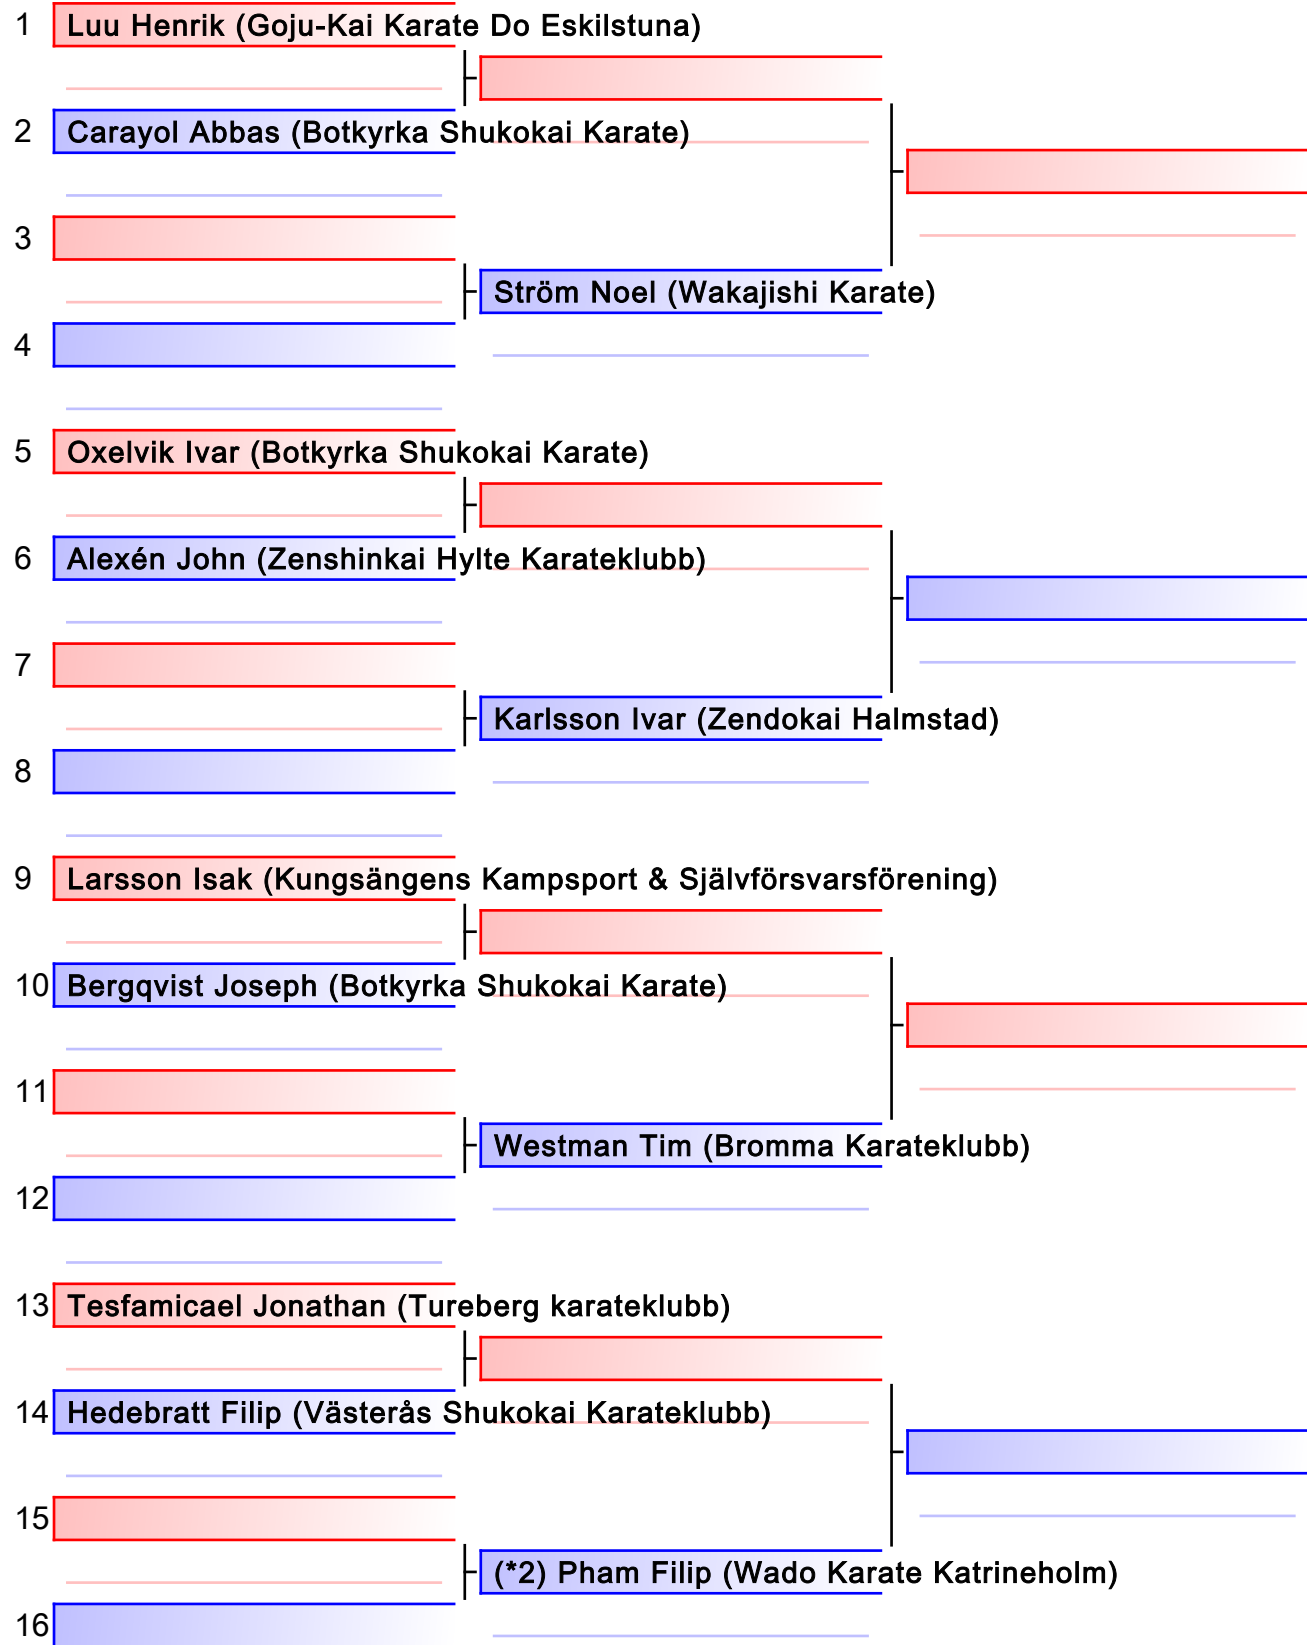 1 Luu Henrik (Goju-Kai Karate Do Eskilstuna)
2 Carayol Abbas (Botkyrka Shukokai Karate)
3
Ström Noel (Wakajishi Karate)
4
5 Oxelvik Ivar (Botkyrka Shukokai Karate)
6 Alexén John (Zenshinkai Hylte Karateklubb)
7
Karlsson Ivar (Zendokai Halmstad)
8
9 Larsson Isak (Kungsängens Kampsport & Självförsvarsförening)
10 Bergqvist Joseph (Botkyrka Shukokai Karate)
11
Westman Tim (Bromma Karateklubb)
12
13 Tesfamicael Jonathan (Tureberg karateklubb)
14 Hedebratt Filip (Västerås Shukokai Karateklubb)
15
(*2) Pham Filip (Wado Karate Katrineholm)
16